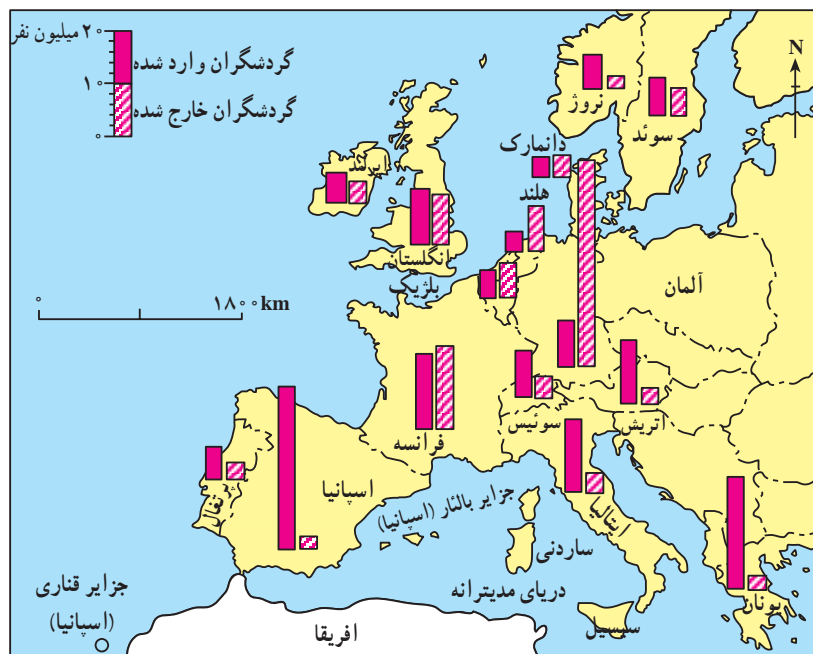 ۲۰ میلیون نفر
گردشگران وارد شده
۱۰
گردشگران خارج شده
۰
N
نروژ
سوئد
دانمارک
ایرلند
هلند
انگلستان
بلژیک
آلمان
۰
۱۸۰۰ km
فرانسه
سوئیس
اتریش
اسپانیا
پرتغال
جزایر بالئار (اسپانیا)
ایتالیا
ساردنی
دریای مدیترانه
جزایر قناری
(اسپانیا)
افریقا
سیسیل
یونان